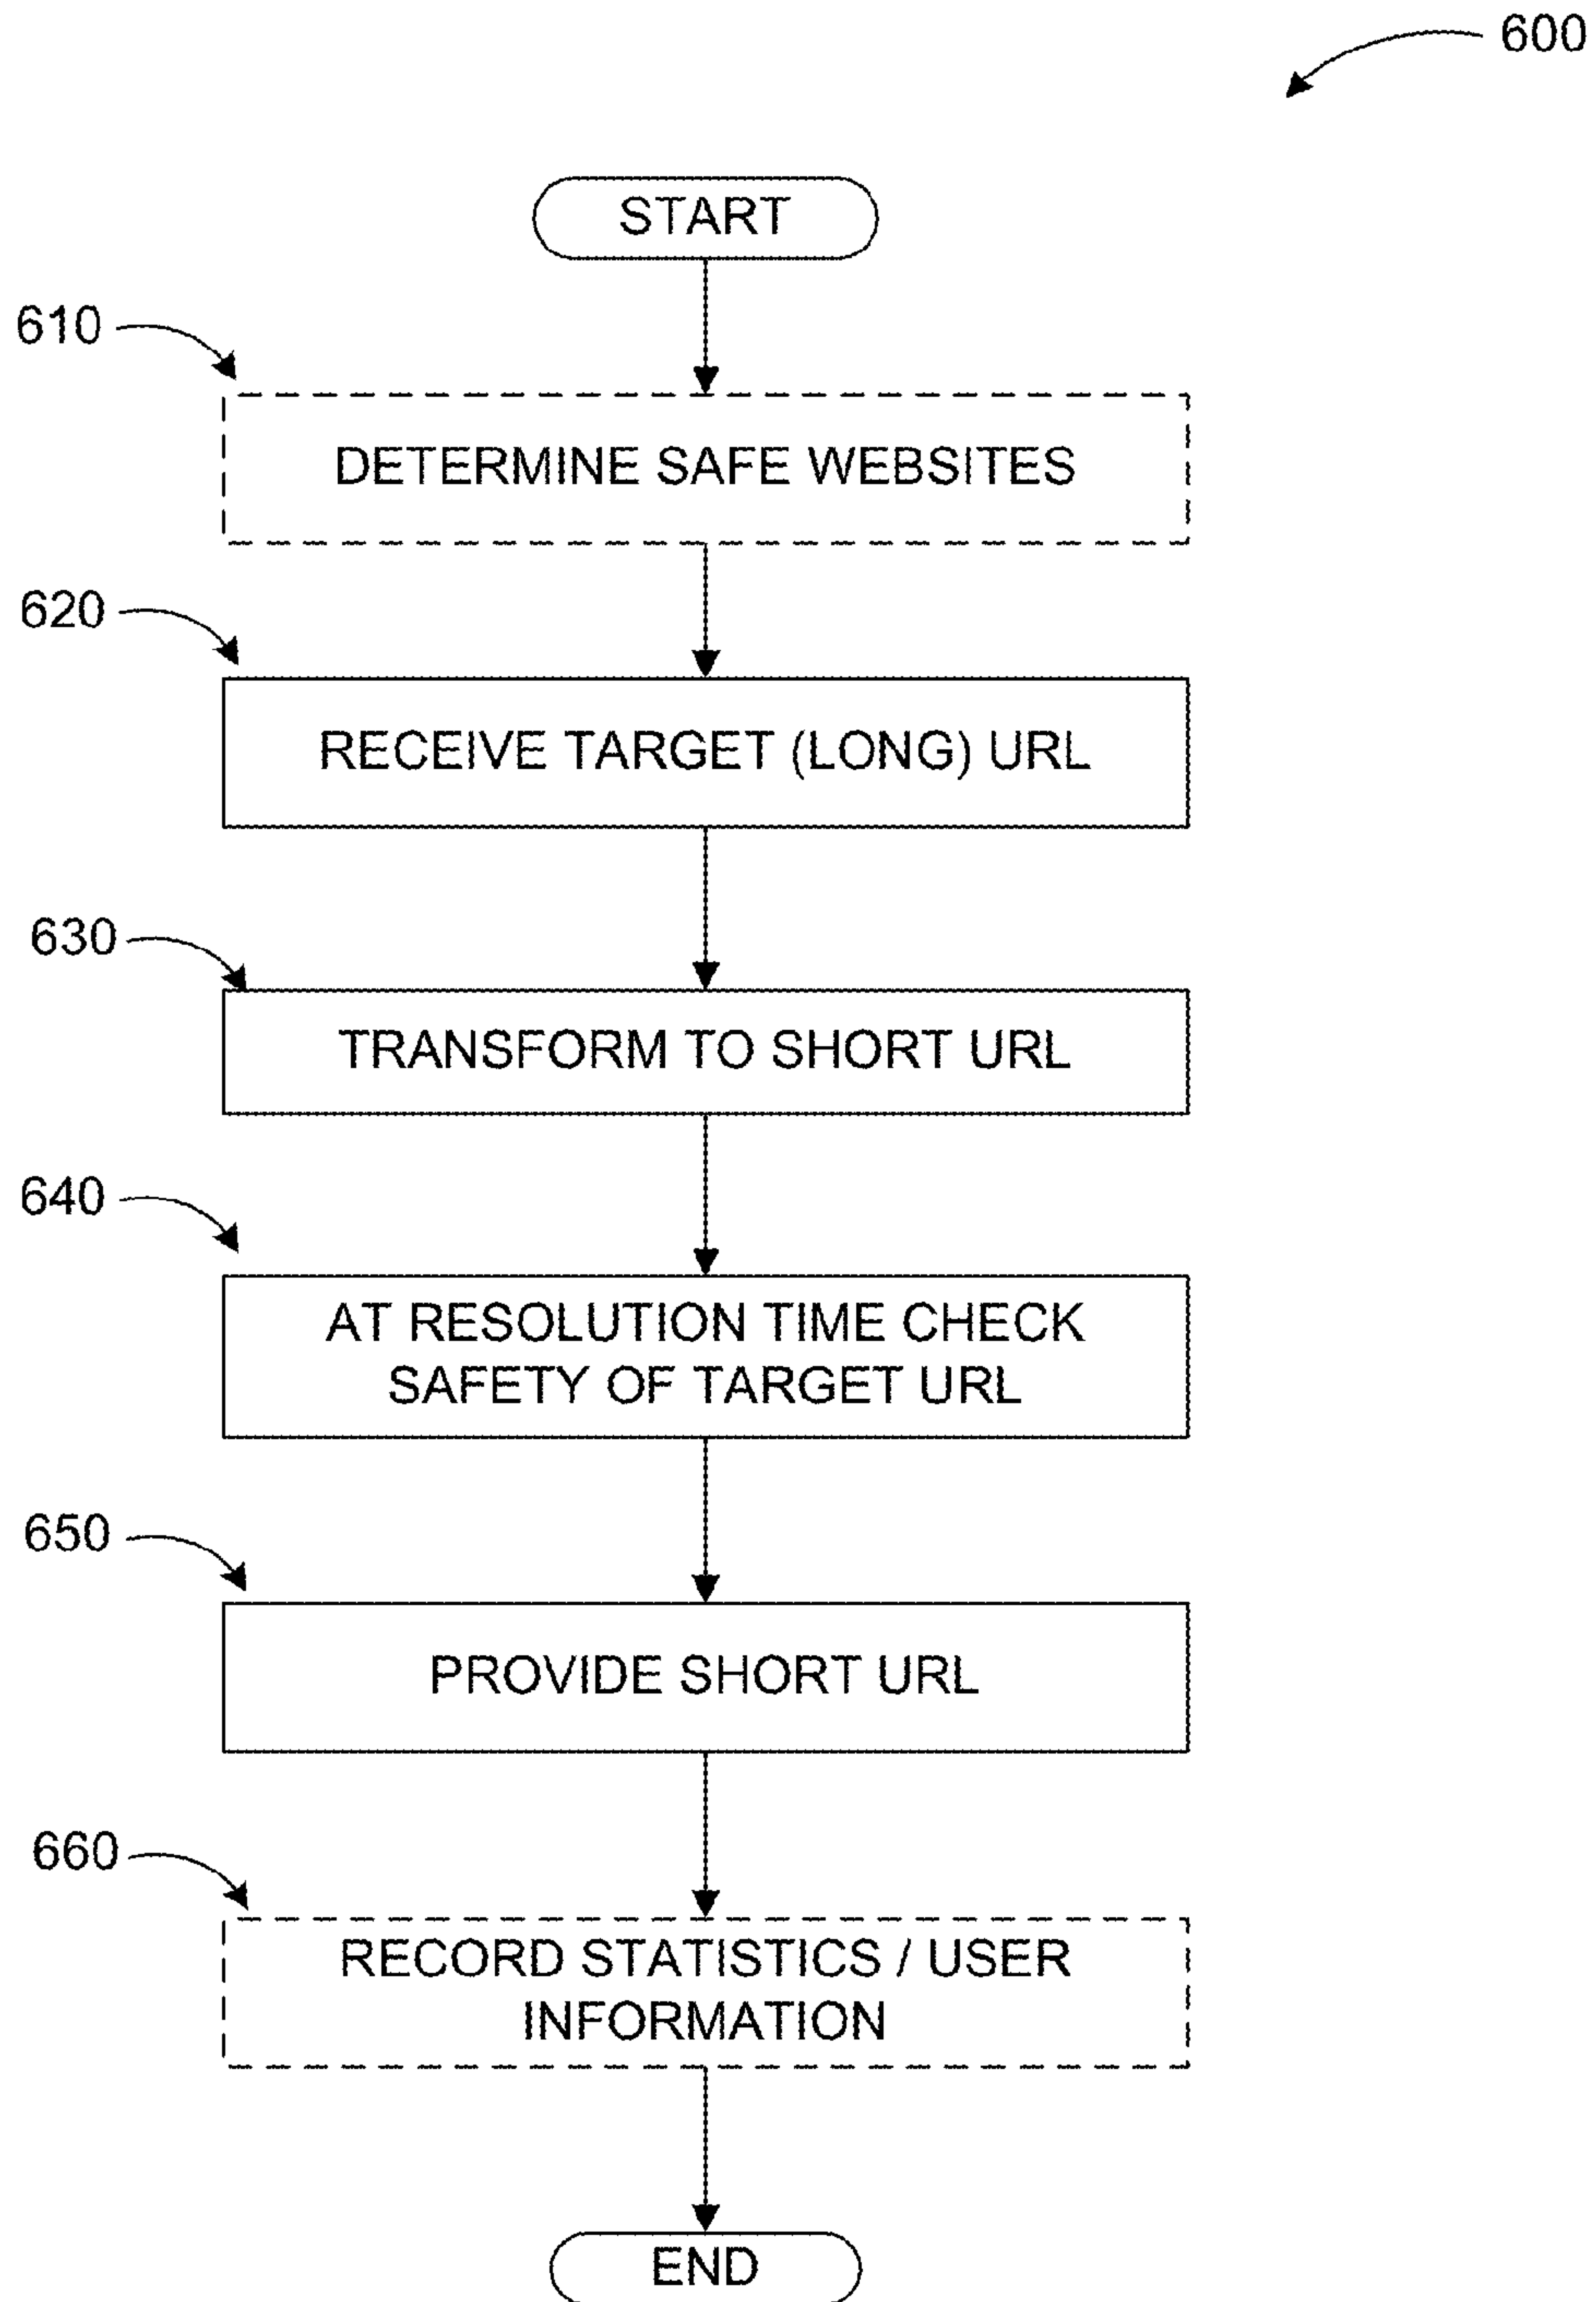 600
START
610
DETERMINE SAFE WEBSITES
620
RECEIVE TARGET (LONG) URL
630
TRANSFORM TO SHORT URL
640
AT RESOLUTION TIME CHECK
SAFETY OF TARGET URL
650
PROVIDE SHORT URL
660
RECORD STATISTICS / USER
INFORMATION
END